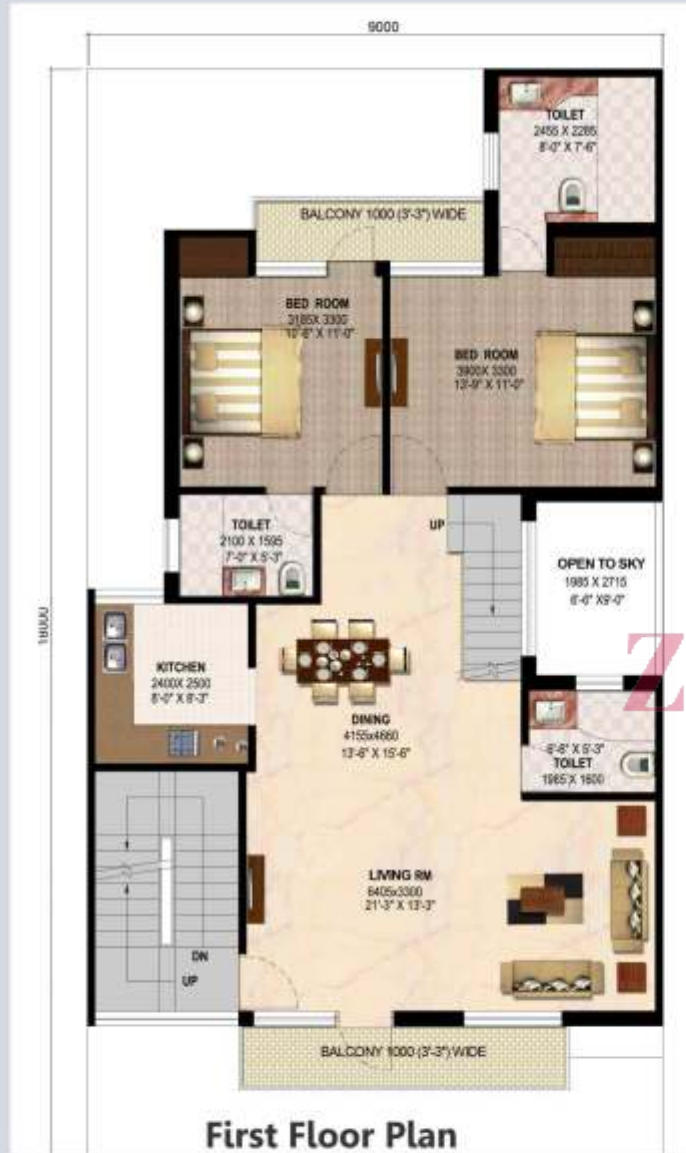 9000
TOILET
2455 X 2285
8'-0" X 7'-6"
BALCONY 1000 (3'-3") WIDE
BED ROOM
3185X 3300
10'-6" X 11'-0"
BED ROOM
3900X 3300
13'-9" X 11'-0"
TOILET
2100 X 1595
7'-0" X 5'-3"
UP
OPEN TO SKY
1985 X 2715
6'-6" X9'-0"
18000
KITCHEN
2400X 2500
8'-0" X 8'-3"
Z
DINING
4155x4660
13'-6" X 15'-6"
6'-6" X 5'-3"
TOILET
1985 X 1600
LIVING RM
6405x3300
21'-3" X 13'-3"
DN
UP
BALCONY 1000 (3'-3") WIDE
First Floor Plan